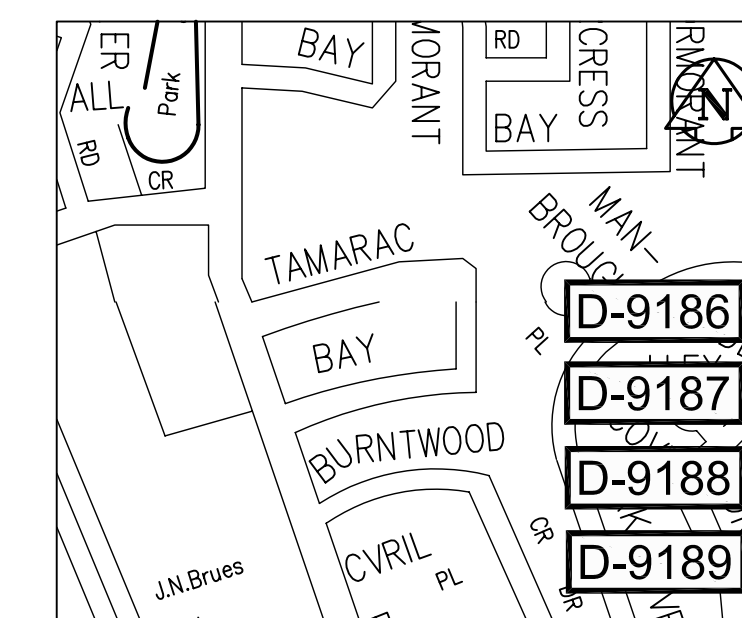 ER
BAY
MORANT
RD
CRESS
RMORANT
ALL
Park
N
BAY
RD
CR
MAN-
TAMARAC
D-9186
PL
BAY
D-9187
BURNTWOOD
D-9188
CR
CVRIL
D-9189
J.N.Brues
PL